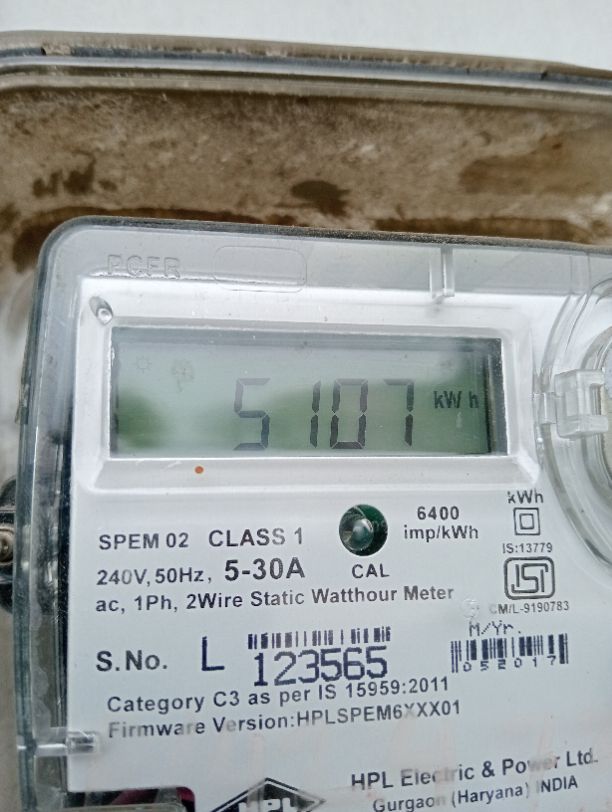 PCFR
5107 kWh
SPEM 02 CLASS 1
6400
imp/kWh
kWh
IS:13779
240V, 50Hz, 5-30A
CAL
ISI
ac, 1Ph, 2Wire Static Watthour Meter
CM/L-9190783
M/Yr.
S.No. L 123565
052017
Category C3 as per IS 15959:2011
Firmware Version:HPLSPEM6XXX01
HPL
HPL Electric & Power Ltd.
Gurgaon (Haryana) INDIA